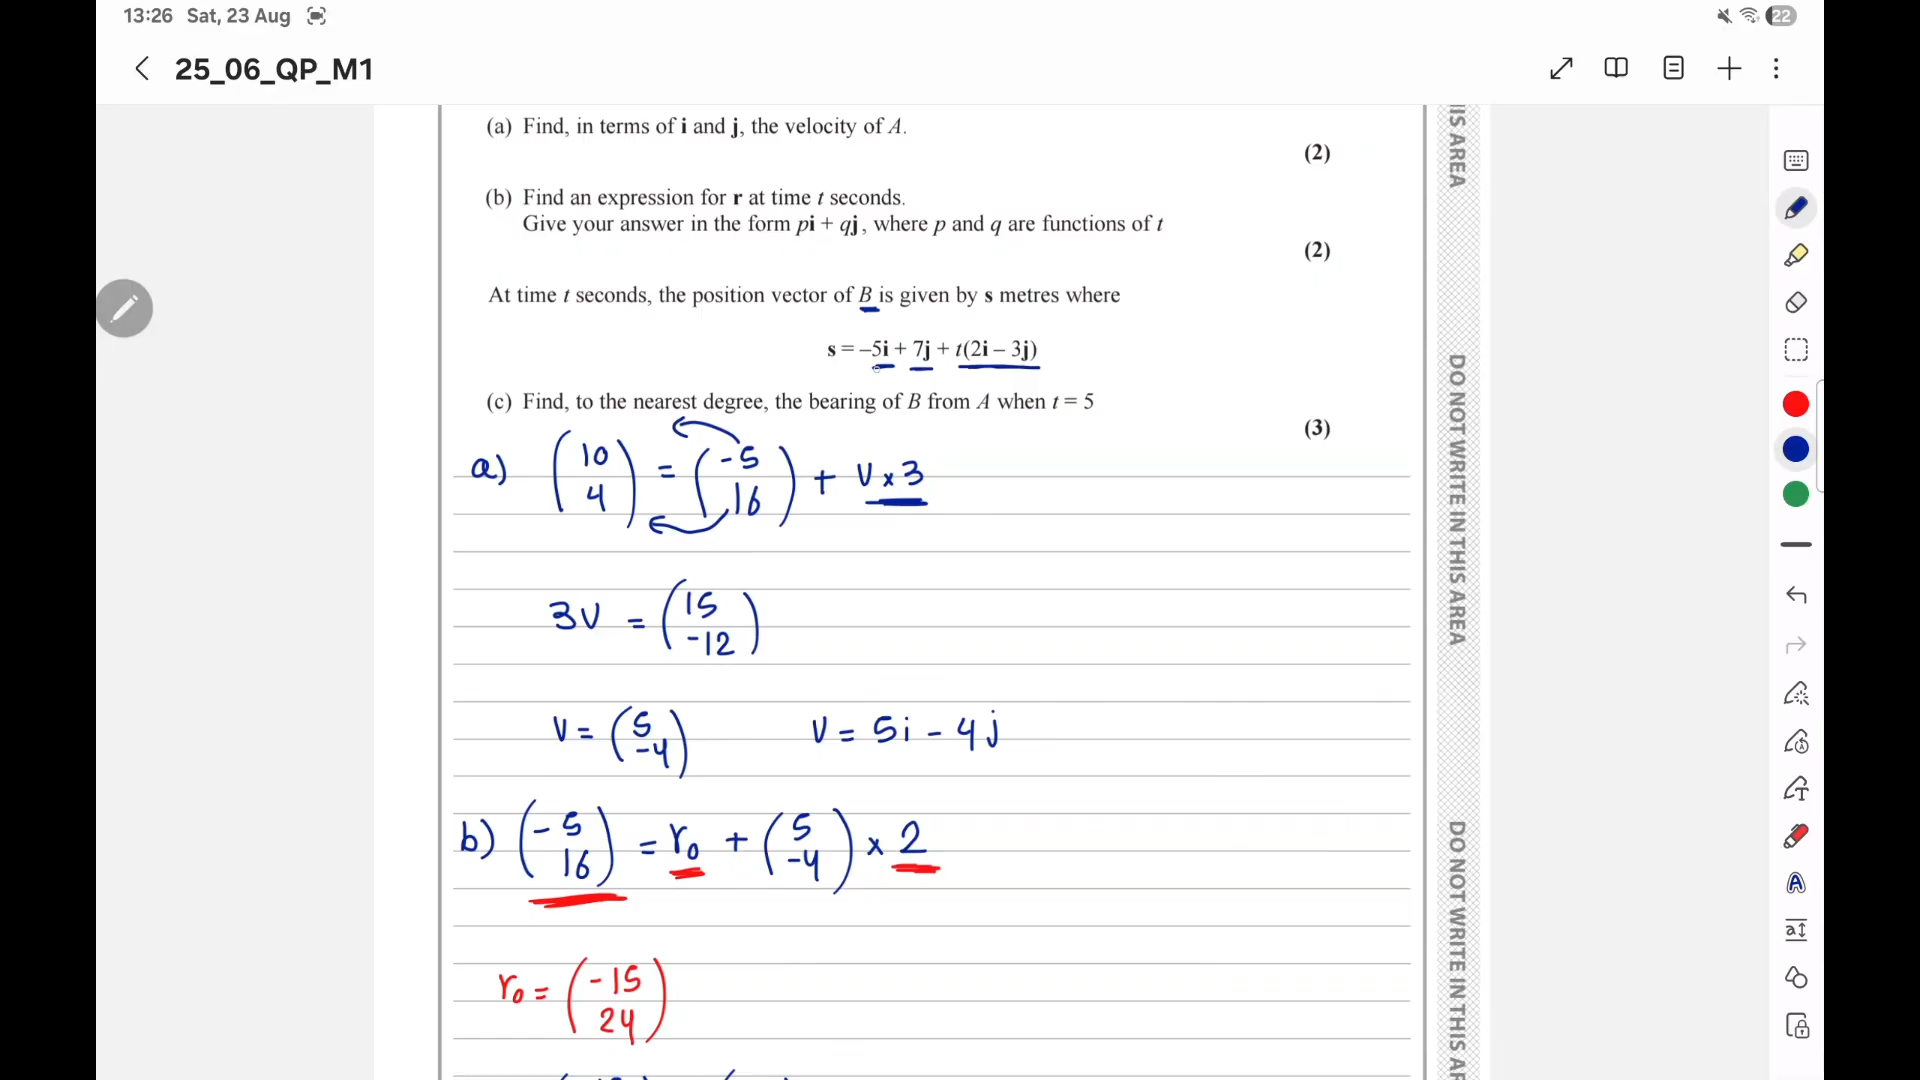 13:26 Sat, 23 Aug
22
25_06_QP_M1
(a) Find, in terms of i and j, the velocity of A.
(2)
(b) Find an expression for r at time t seconds.
Give your answer in the form pi + qj, where p and q are functions of t
(2)
At time t seconds, the position vector of B is given by s metres where
s = –5i + 7j + t(2i – 3j)
(c) Find, to the nearest degree, the bearing of B from A when t = 5
(3)
a) (10 4) = (-5 16) + v × 3
3v = (15 -12)
v = (5 -4) v = 5i - 4j
b) (-5 16) = r₀ + (5 -4) × 2
r₀ = (-15 24)
IS AREA
DO NOT WRITE IN THIS AREA
DO NOT WRITE IN THIS AR